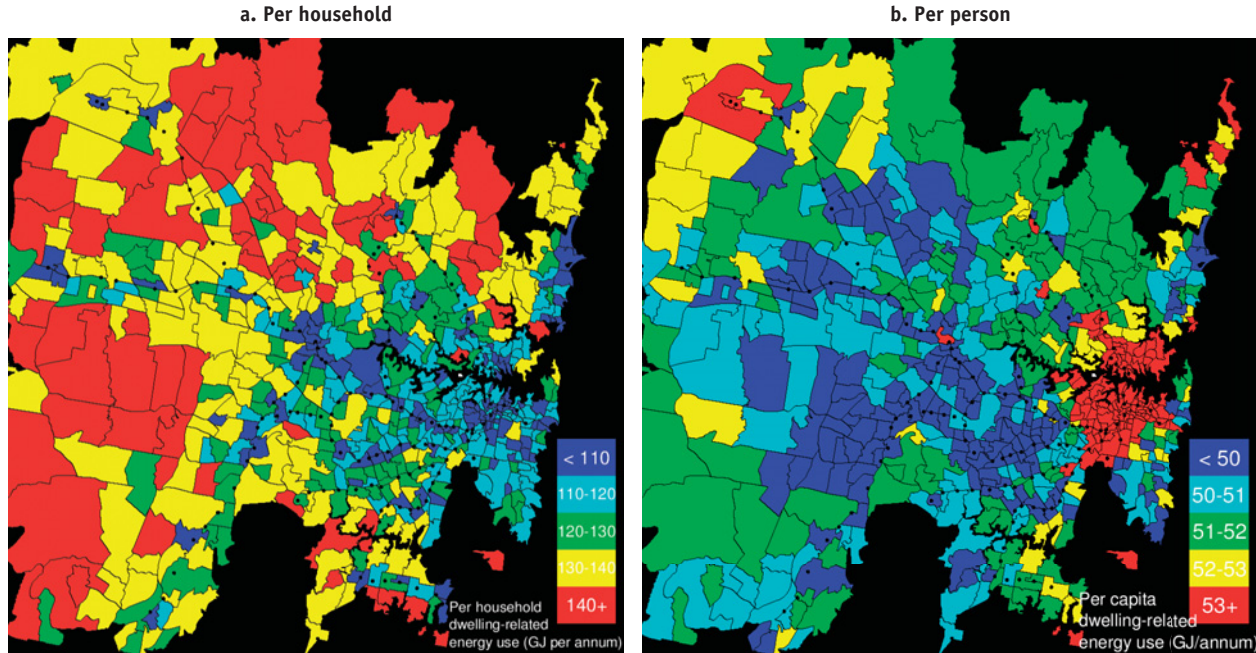 a. Per household
< 110
110-120
120-130
130-140
140+
Per household
dwelling-related
energy use (GJ per annum)
b. Per person
< 50
50-51
51-52
52-53
53+
Per capita
dwelling-related
energy use (GJ/annum)